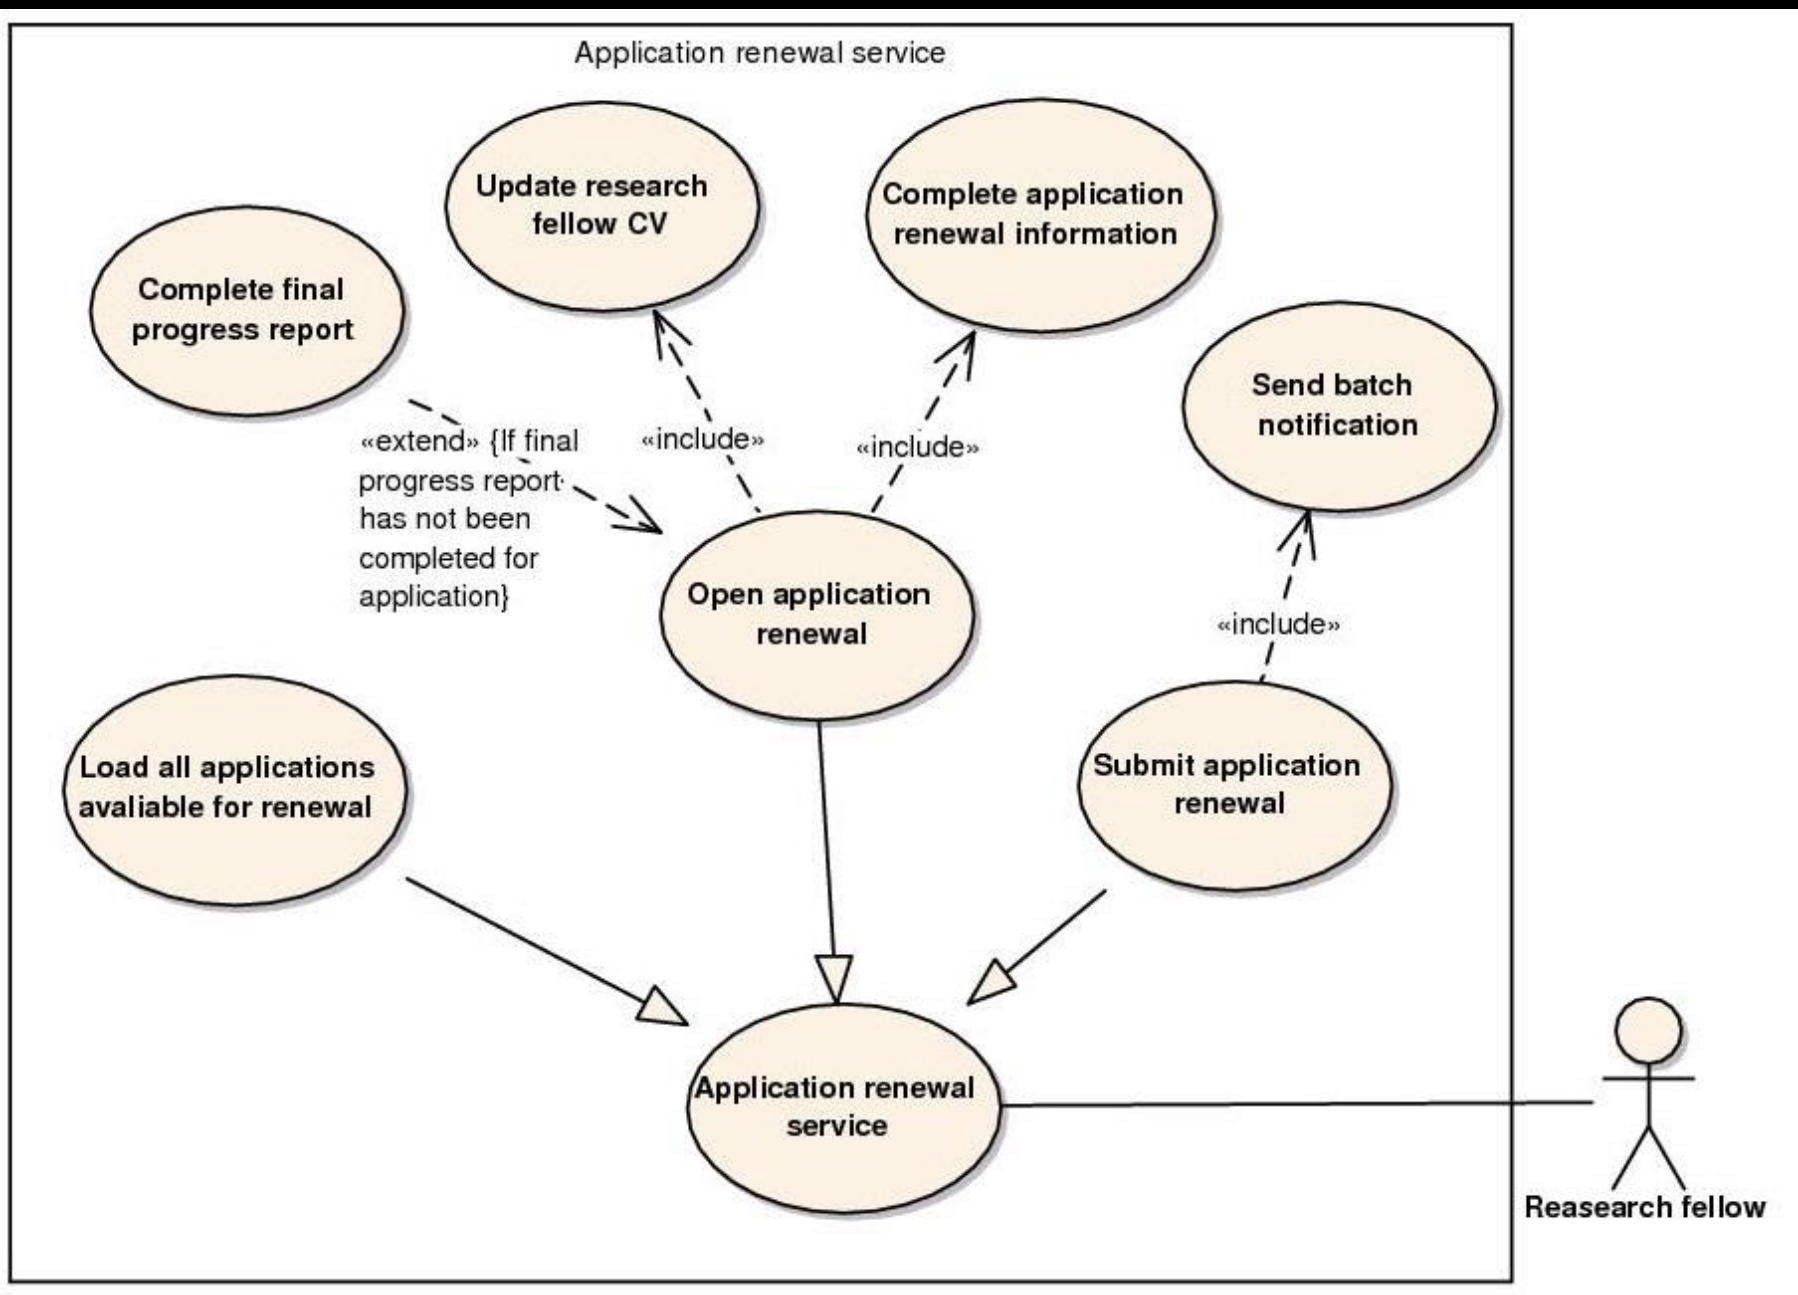 Application renewal service
Update research
fellow CV
Complete application
renewal information
Complete final
progress report
Send batch
notification
«extend» {If final
progress report
has not been
completed for
application}
«include»
«include»
Open application
renewal
«include»
Load all applications
avaliable for renewal
Submit application
renewal
Application renewal
service
Reasearch fellow